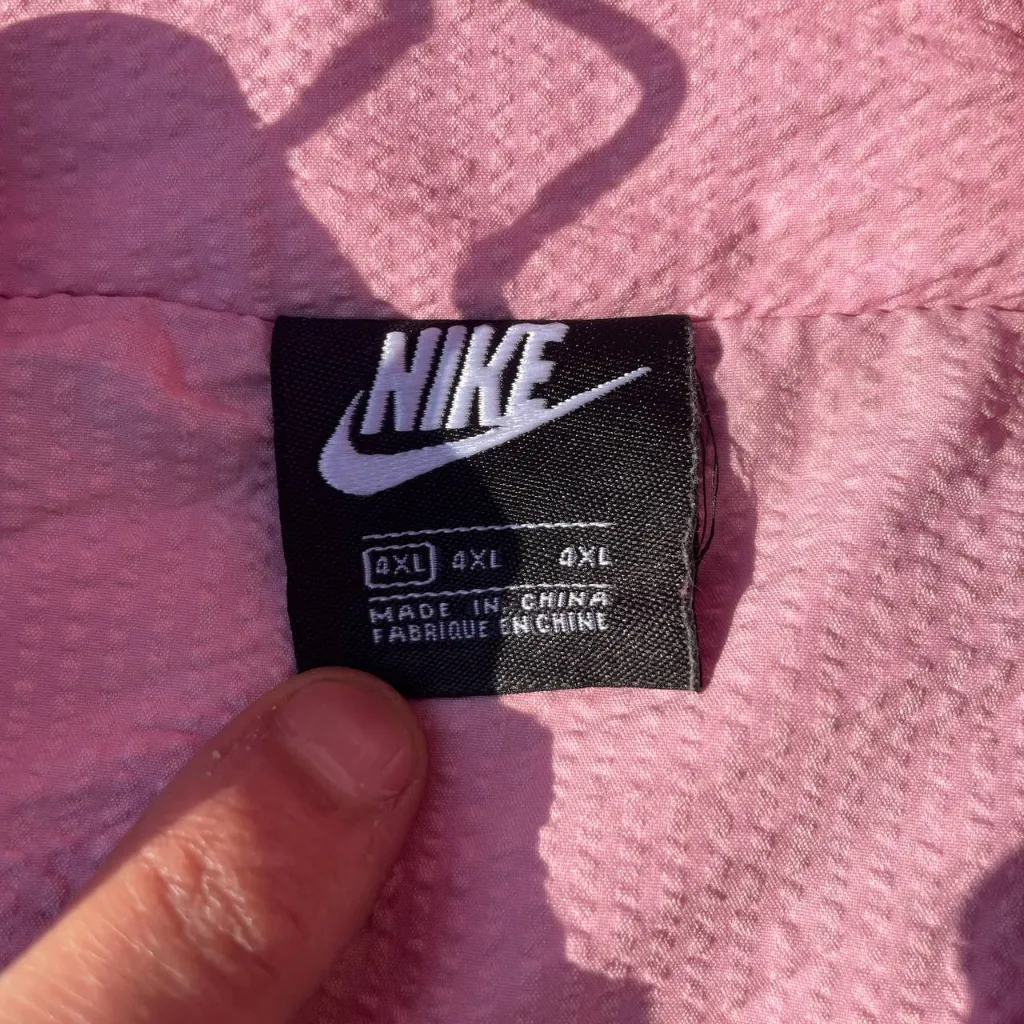 NIKE
4XL 4XL 4XL
MADE IN CHINA
FABRIQUE EN CHINE